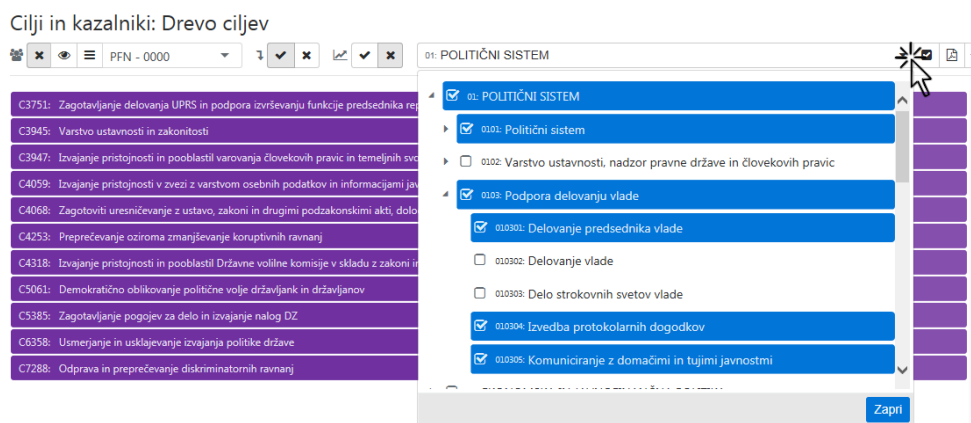 Cilji in kazalniki: Drevo ciljev
PFN - 0000
01: POLITIČNI SISTEM
C3751: Zagotavljanje delovanja UPRS in podpora izvrševanju funkcije predsednika
C3945: Varstvo ustavnosti in zakonitosti
C3947: Izvajanje pristojnosti in pooblastil varovanja človekovih pravic in temeljnih
C4059: Izvajanje pristojnosti v zvezi z varstvom osebnih podatkov in informacijami
C4068: Zagotoviti uresničevanje z ustavo, zakoni in drugimi podzakonskimi akti,
C4253: Preprečevanje oziroma zmanjševanje koruptivnih ravnanj
C4318: Izvajanje pristojnosti in pooblastil Državne volilne komisije v skladu z zakoni
C5061: Demokratično oblikovanje politične volje državljank in državljanov
C5385: Zagotavljanje pogojev za delo in izvajanje nalog DZ
C6358: Usmerjanje in usklajevanje izvajanja politike države
C7288: Odprava in preprečevanje diskriminatornih ravnanj
01: POLITIČNI SISTEM
0101: Politični sistem
0102: Varstvo ustavnosti, nadzor pravne države in človekovih pravic
0103: Podpora delovanju vlade
010301: Delovanje predsednika vlade
010302: Delovanje vlade
010303: Delo strokovnih svetov vlade
010304: Izvedba protokolarnih dogodkov
010305: Komuniciranje z domačimi in tujimi javnostmi
Zapri